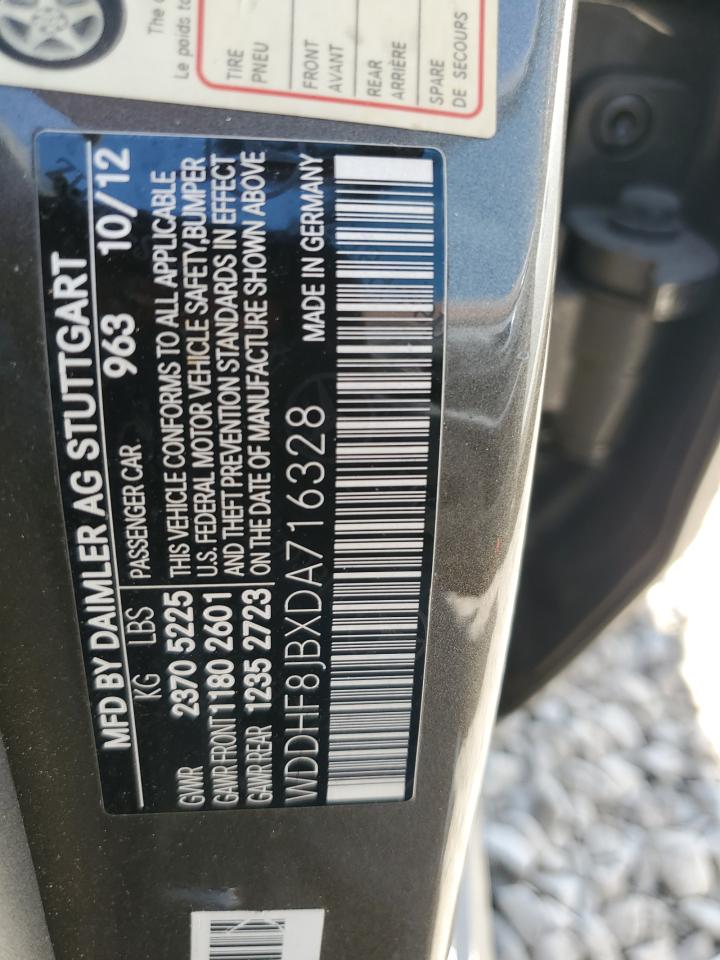 The c
Le poids to
TIRE
PNEU
FRONT
AVANT
REAR
ARRIÈRE
SPARE
DE SECOURS
MFD BY DAIMLER AG STUTTGART
963 10/12
KG LBS PASSENGER CAR.
GWR 2370 5225
GAWR FRONT 1180 2601
GAWR REAR 1235 2723
THIS VEHICLE CONFORMS TO ALL APPLICABLE
U.S. FEDERAL MOTOR VEHICLE SAFETY,BUMPER
AND THEFT PREVENTION STANDARDS IN EFFECT
ON THE DATE OF MANUFACTURE SHOWN ABOVE
WDDHF8JBXDA716328 MADE IN GERMANY